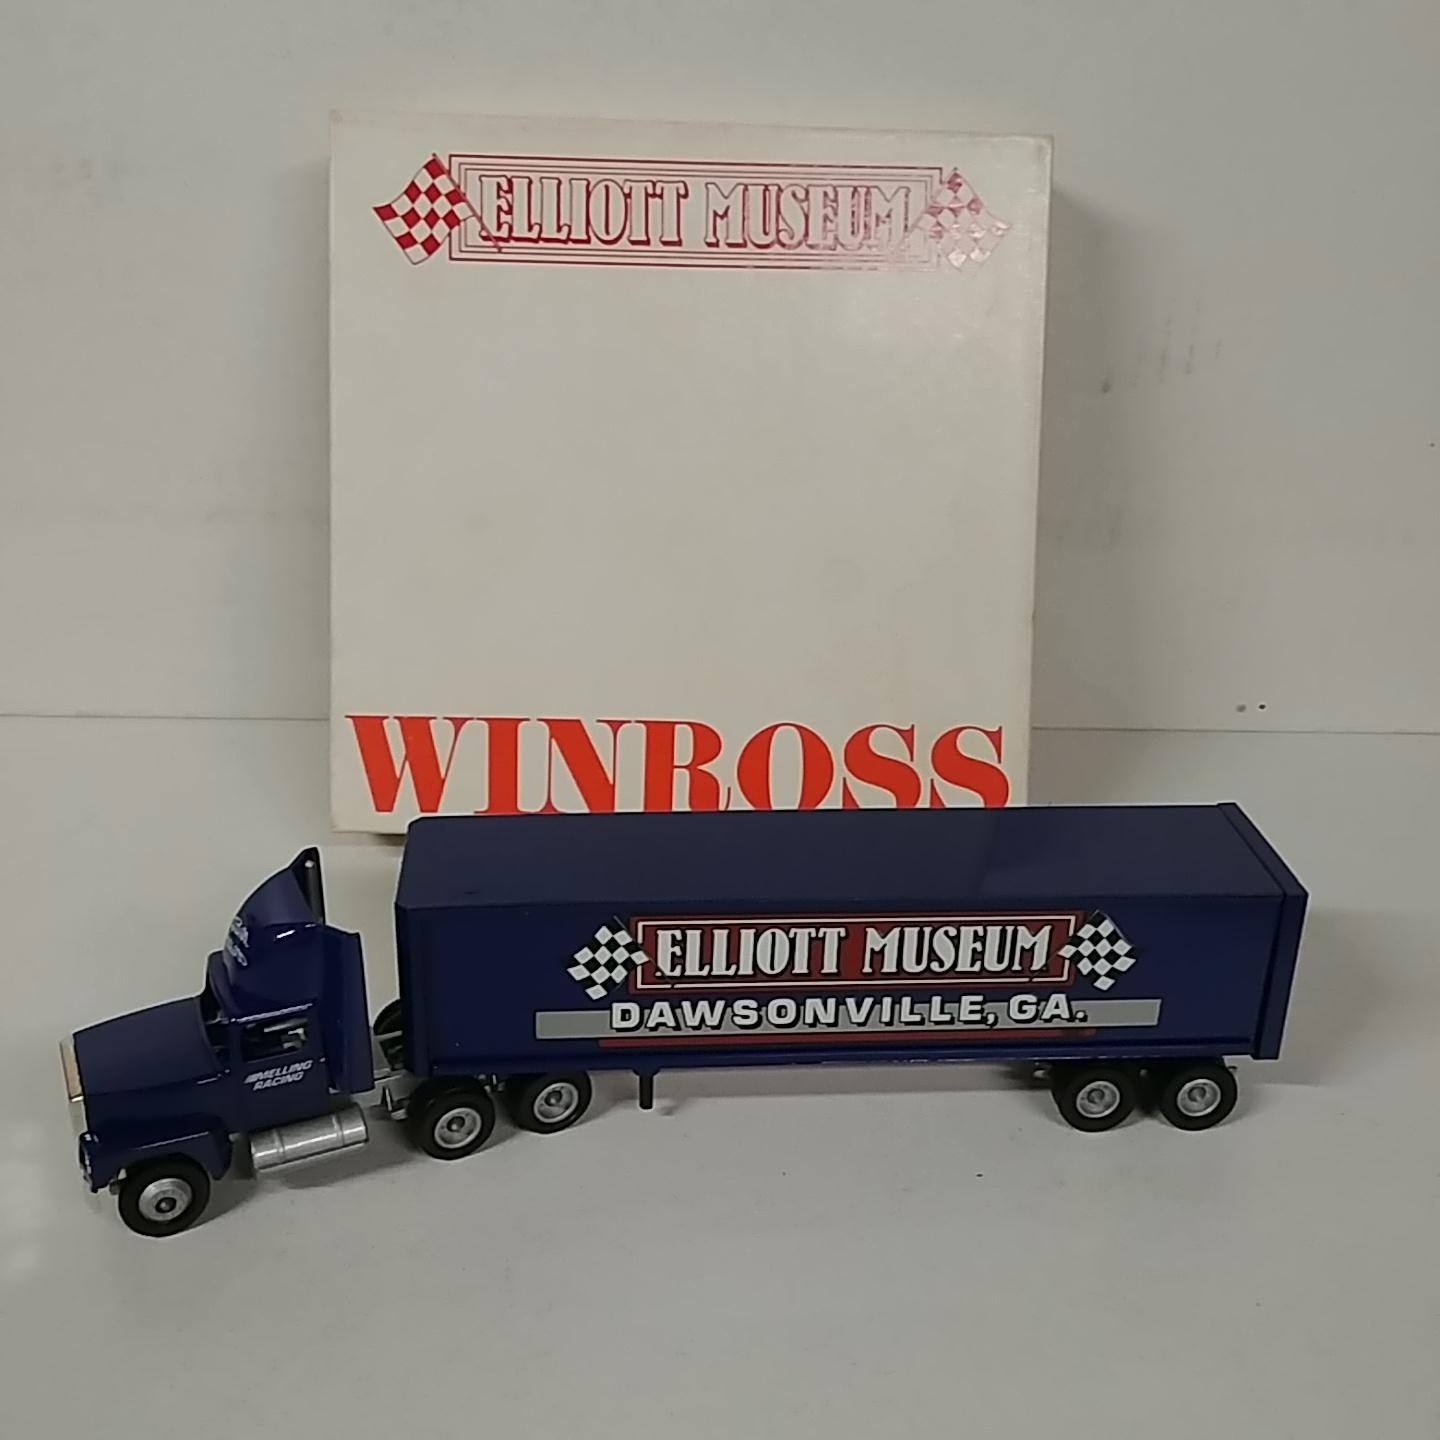 ELLIOTT MUSEUM
WINROSS
ELLIOTT MUSEUM
DAWSONVILLE, GA.
MELLING
RACING